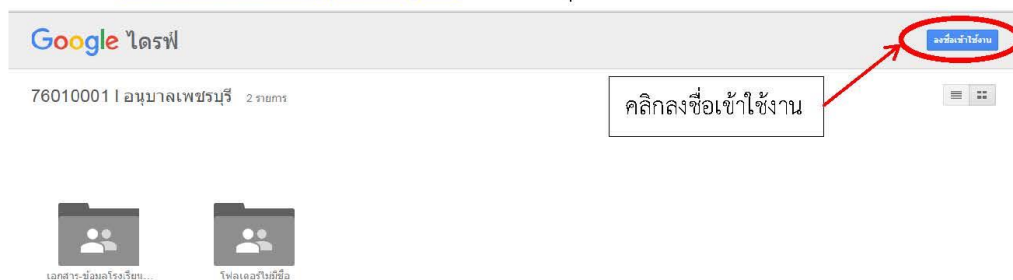 Google ไดรฟ์
ลงชื่อเข้าใช้งาน
76010001 l อนุบาลเพชรบุรี 2 รายการ
คลิกลงชื่อเข้าใช้งาน
เอกสาร-ข้อมูลโรงเรียน...
โฟลเดอร์ไม่มีชื่อ